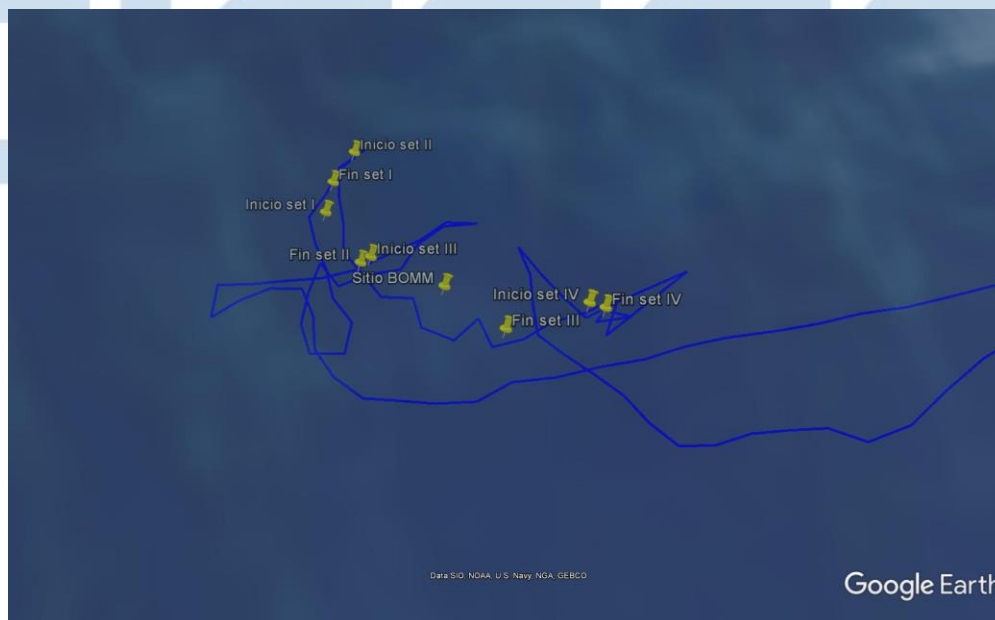 Inicio set II
Fin set I
Inicio set I
Inicio set III
Fin set II
Sitio BOMM
Inicio set IV
Fin set IV
Fin set III
Data SIO, NOAA, U.S. Navy, NGA, GEBCO
Google Earth